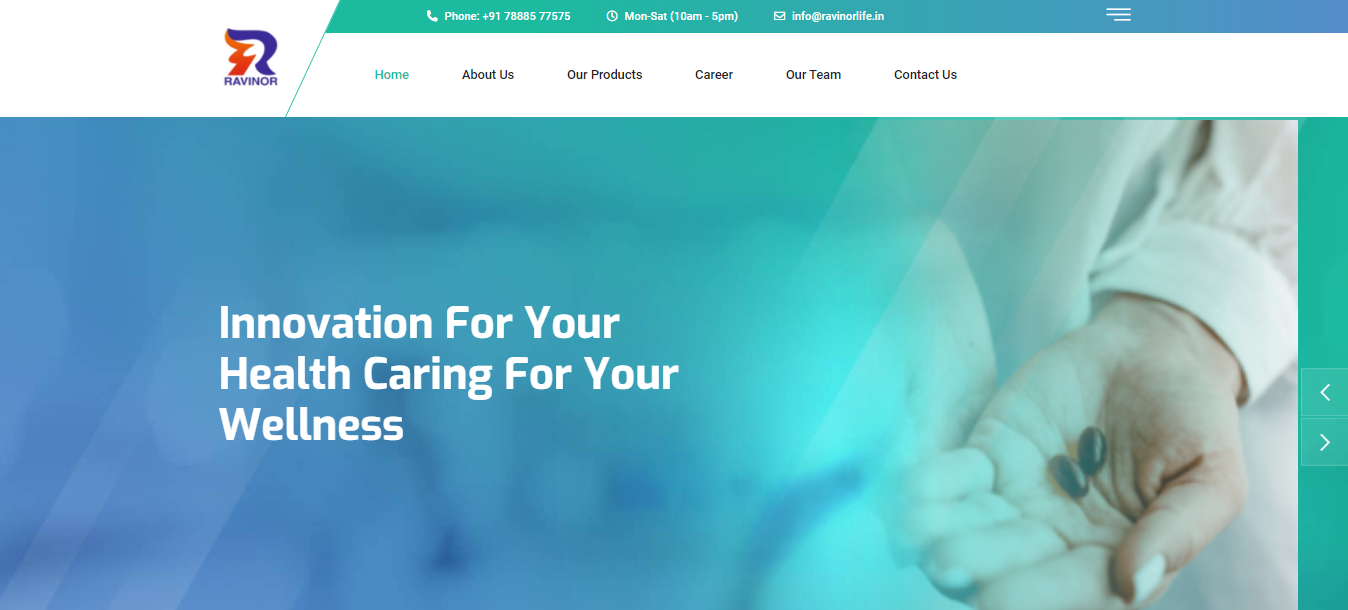 Phone: +91 78885 77575
Mon-Sat (10am - 5pm)
info@ravinorlife.in
RAVINOR
Home
About Us
Our Products
Career
Our Team
Contact Us
Innovation For Your
Health Caring For Your
Wellness